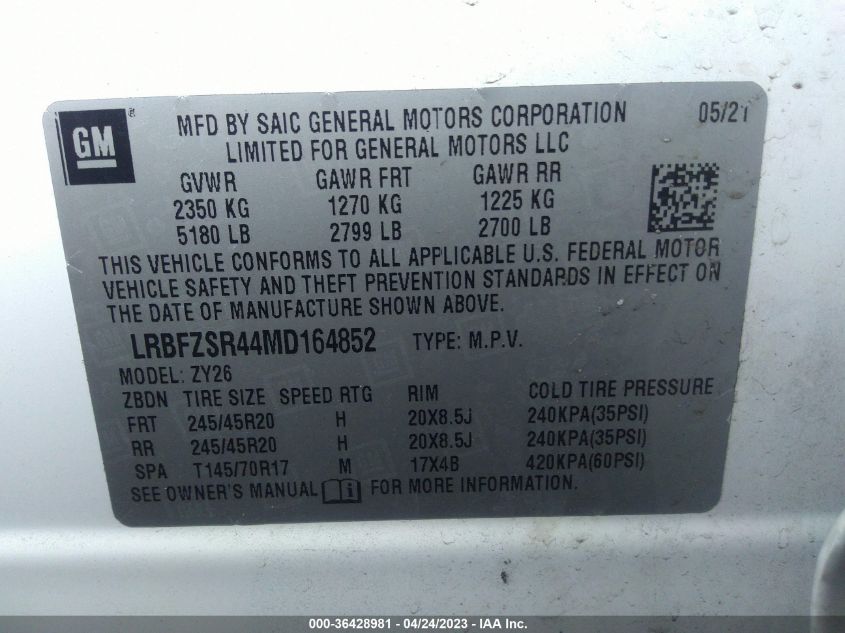 GM ®
MFD BY SAIC GENERAL MOTORS CORPORATION 05/21
LIMITED FOR GENERAL MOTORS LLC
GVWR GAWR FRT GAWR RR
2350 KG 1270 KG 1225 KG
5180 LB 2799 LB 2700 LB
THIS VEHICLE CONFORMS TO ALL APPLICABLE U.S. FEDERAL MOTOR
VEHICLE SAFETY AND THEFT PREVENTION STANDARDS IN EFFECT ON
THE DATE OF MANUFACTURE SHOWN ABOVE.
LRBFZSR44MD164852 TYPE: M.P.V.
MODEL: ZY26
ZBDN TIRE SIZE SPEED RTG RIM COLD TIRE PRESSURE
FRT 245/45R20 H 20X8.5J 240KPA(35PSI)
RR 245/45R20 H 20X8.5J 240KPA(35PSI)
SPA T145/70R17 M 17X4B 420KPA(60PSI)
SEE OWNER'S MANUAL i FOR MORE INFORMATION.
000-36428981 - 04/24/2023 - IAA Inc.